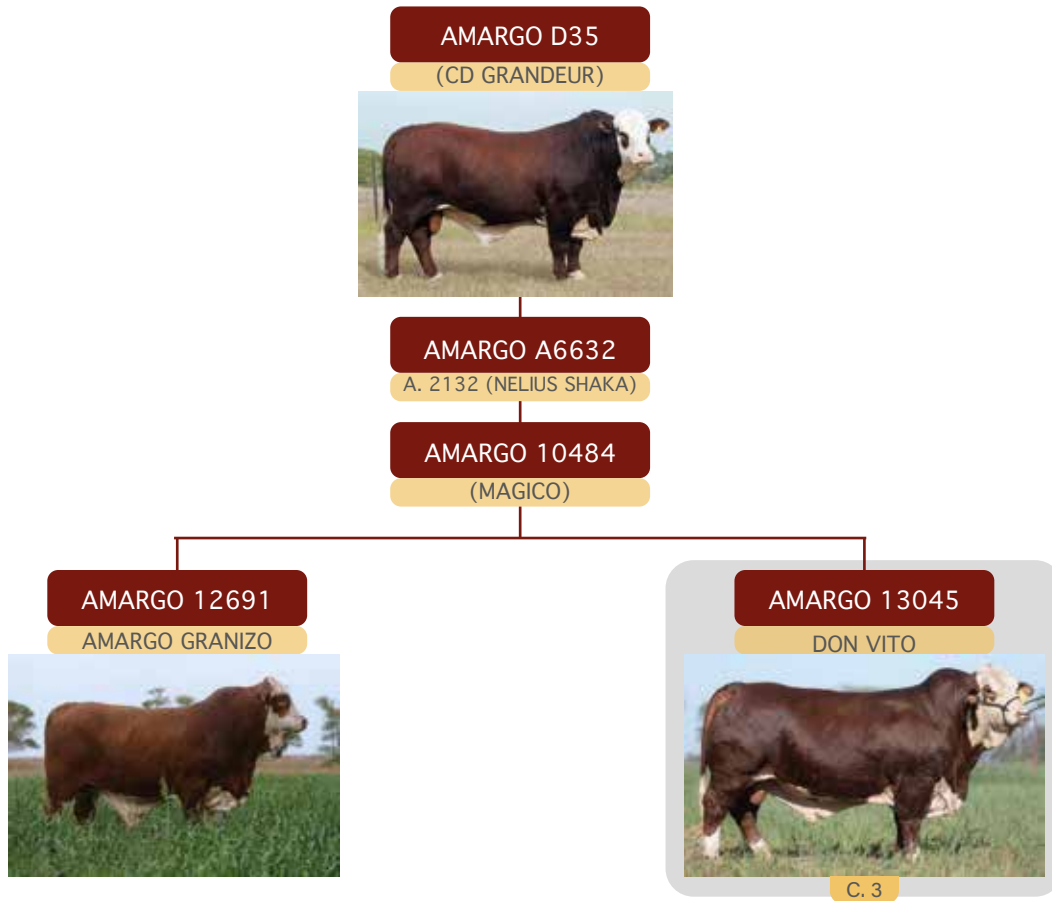 AMARGO D35
(CD GRANDEUR)
AMARGO A6632
A. 2132 (NELIUS SHAKA)
AMARGO 10484
(MAGICO)
AMARGO 12691
AMARGO GRANIZO
AMARGO 13045
DON VITO
C. 3